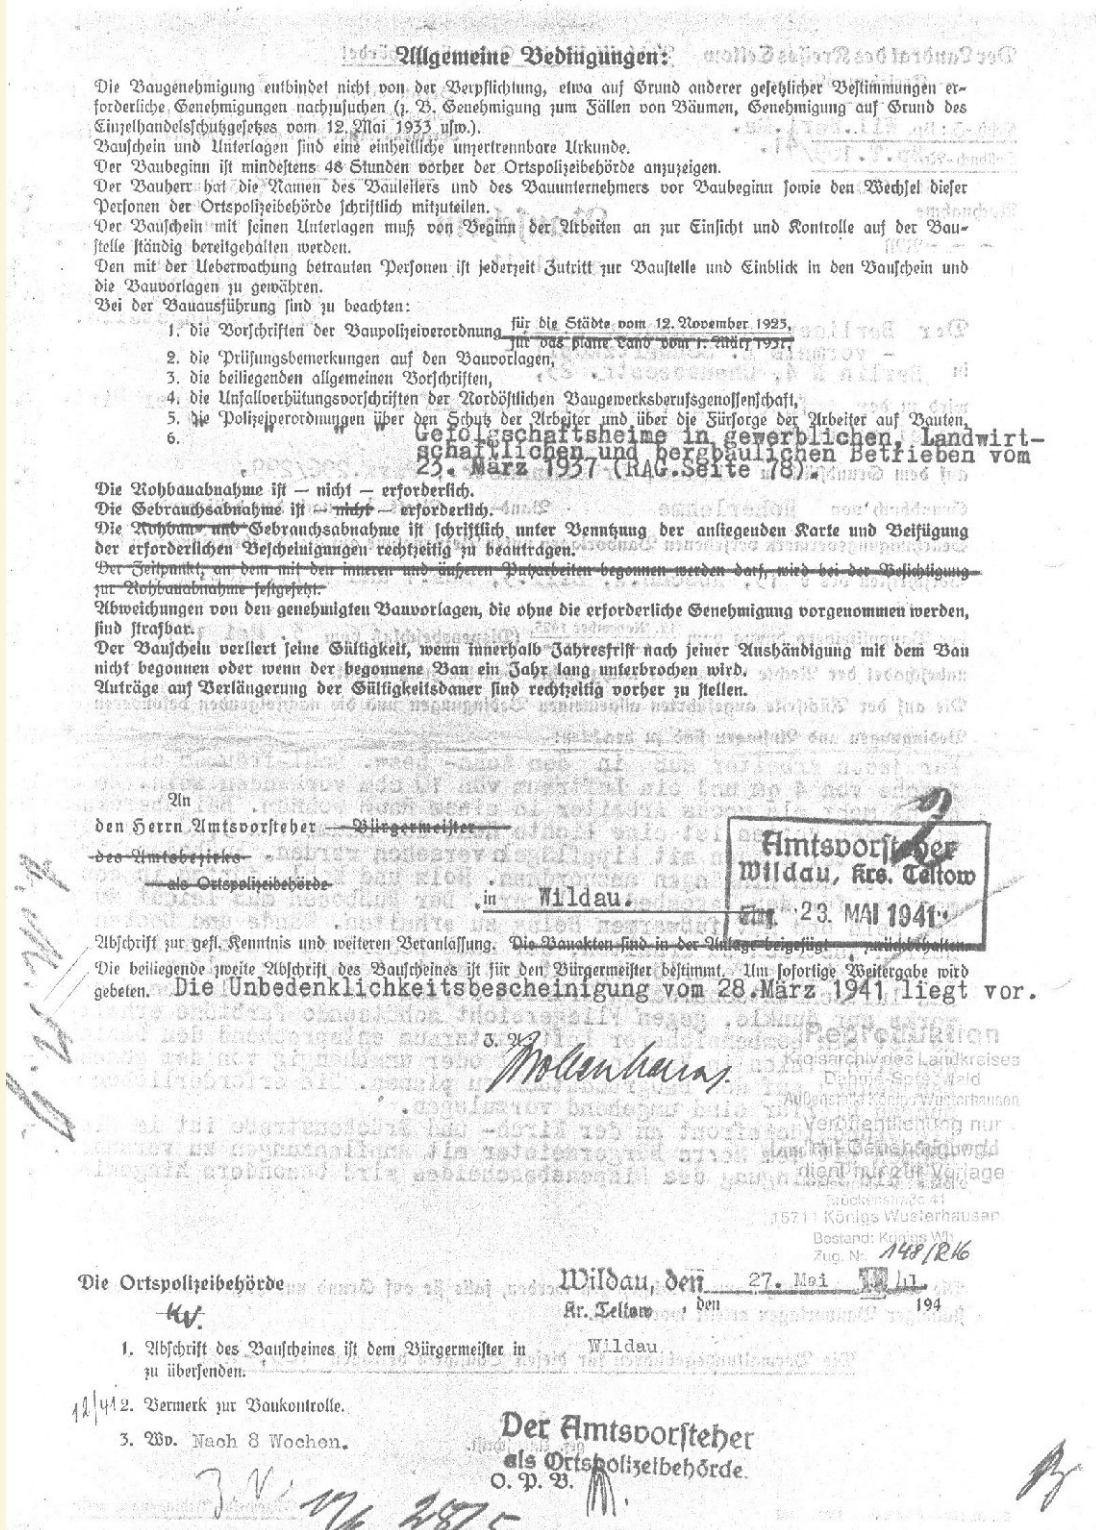 Allgemeine Bedingungen:
Die Baugenehmigung entbindet nicht von der Verpflichtung, etwa auf Grund anderer gesetzlicher Bestimmungen er-
forderliche Genehmigungen nachzusuchen (z. B. Genehmigung zum Fällen von Bäumen, Genehmigung auf Grund des
Einzelhandelsschutzgesetzes vom 12. Mai 1933 usw.).
Bauschein und Unterlagen sind eine einheitliche unzertrennbare Urkunde.
Der Baubeginn ist mindestens 48 Stunden vorher der Ortspolizeibehörde anzuzeigen.
Der Bauherr hat die Namen des Bauleiters und des Bauunternehmers vor Baubeginn sowie den Wechsel dieser
Personen der Ortspolizeibehörde schriftlich mitzuteilen.
Der Bauschein mit seinen Unterlagen muß von Beginn der Arbeiten an zur Einsicht und Kontrolle auf der Bau-
stelle ständig bereitgehalten werden.
Den mit der Ueberwachung betrauten Personen ist jederzeit Zutritt zur Baustelle und Einblick in den Bauschein und
die Bauvorlagen zu gewähren.
Bei der Bauausführung sind zu beachten:
1. die Vorschriften der Baupolizeiverordnung für die Städte vom 12. November 1925,
für das platte Land vom 1. März 1931,
2. die Prüfungsbemerkungen auf den Bauvorlagen,
3. die beiliegenden allgemeinen Vorschriften,
4. die Unfallverhütungsvorschriften der Nordöstlichen Baugewerksberufsgenossenschaft,
5. die Polizeiverordnungen über den Schutz der Arbeiter und über die Fürsorge der Arbeiter auf Bauten,
6. " " " " Gefolgschaftsheime in gewerblichen, Landwirt-
schaftlichen und bergbaulichen Betrieben vom
25. März 1937 (RAG.Seite 78).
Die Rohbauabnahme ist — nicht — erforderlich.
Die Gebrauchsabnahme ist — nicht — erforderlich.
Die Rohbau- und Gebrauchsabnahme ist schriftlich unter Benutzung der anliegenden Karte und Beifügung
der erforderlichen Bescheinigungen rechtzeitig zu beantragen.
Der Zeitpunkt, an dem mit den inneren und äußeren Putzarbeiten begonnen werden darf, wird bei der Besichtigung
zur Rohbauabnahme festgesetzt.
Abweichungen von den genehmigten Bauvorlagen, die ohne die erforderliche Genehmigung vorgenommen werden,
sind strafbar.
Der Bauschein verliert seine Gültigkeit, wenn innerhalb Jahresfrist nach seiner Aushändigung mit dem Bau
nicht begonnen oder wenn der begonnene Bau ein Jahr lang unterbrochen wird.
Anträge auf Verlängerung der Gültigkeitsdauer sind rechtzeitig vorher zu stellen.
An
den Herrn Amtsvorsteher — Bürgermeister —
des Amtsbezirks
als Ortspolizeibehörde
in Wildau.
Amtsvorsteher
Wildau, Krs. Teltow
Eing. 23. MAI 1941
Abschrift zur gefl. Kenntnis und weiteren Veranlassung. Die Bauakten sind in der Anlage beigefügt
Die beiliegende zweite Abschrift des Bauscheines ist für den Bürgermeister bestimmt. Um sofortige Weitergabe wird
gebeten. Die Unbedenklichkeitsbescheinigung vom 28.März 1941 liegt vor.
J. A.
Reproduktion
Kreisarchiv des Landkreises
Dahme-Spreewald
Außenstelle Königs Wusterhausen
Veröffentlichung nur
mit Genehmigung
dient nur zur Vorlage
Brückenstraße 41
15711 Königs Wusterhausen
Bestand: Königs Wh
Zug. Nr. 148/R16
Die Ortspolizeibehörde
Wildau, den 27. Mai 1941.
Kr. Teltow, den 194
1. Abschrift des Bauscheines ist dem Bürgermeister in Wildau
zu übersenden.
12/41 2. Vermerk zur Baukontrolle.
3. Wv. Nach 8 Wochen.
Der Amtsvorsteher
als Ortspolizeibehörde.
O. P. B.